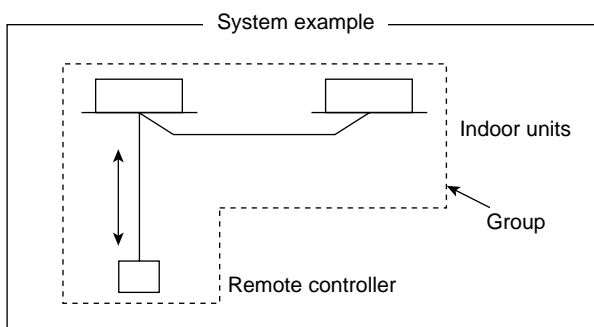 System example
Indoor units
Group
Remote controller